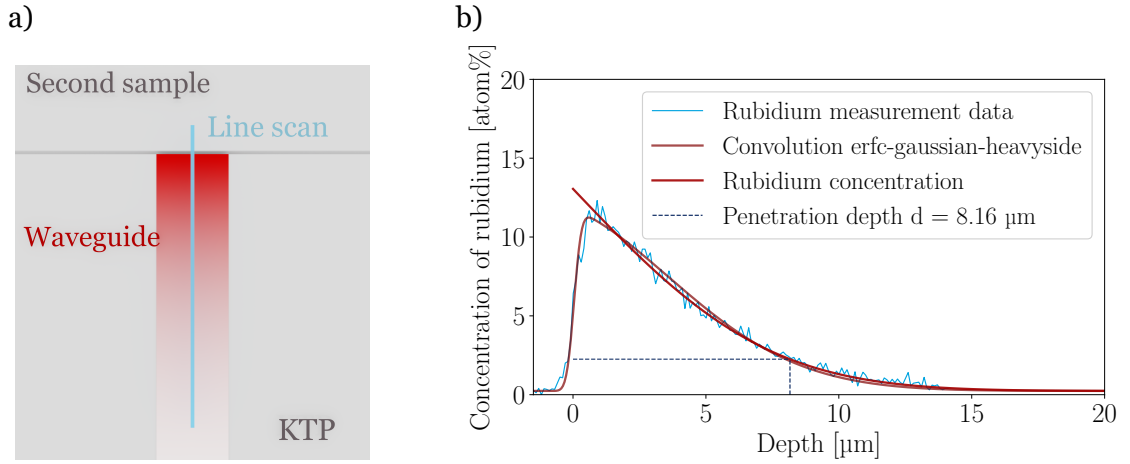 a)
Second sample
Line scan
Waveguide
KTP
b)
Concentration of rubidium [atom%]
20
15
10
5
0
0
5
10
15
20
Depth [µm]
Rubidium measurement data
Convolution erfc-gaussian-heavyside
Rubidium concentration
Penetration depth d = 8.16 µm